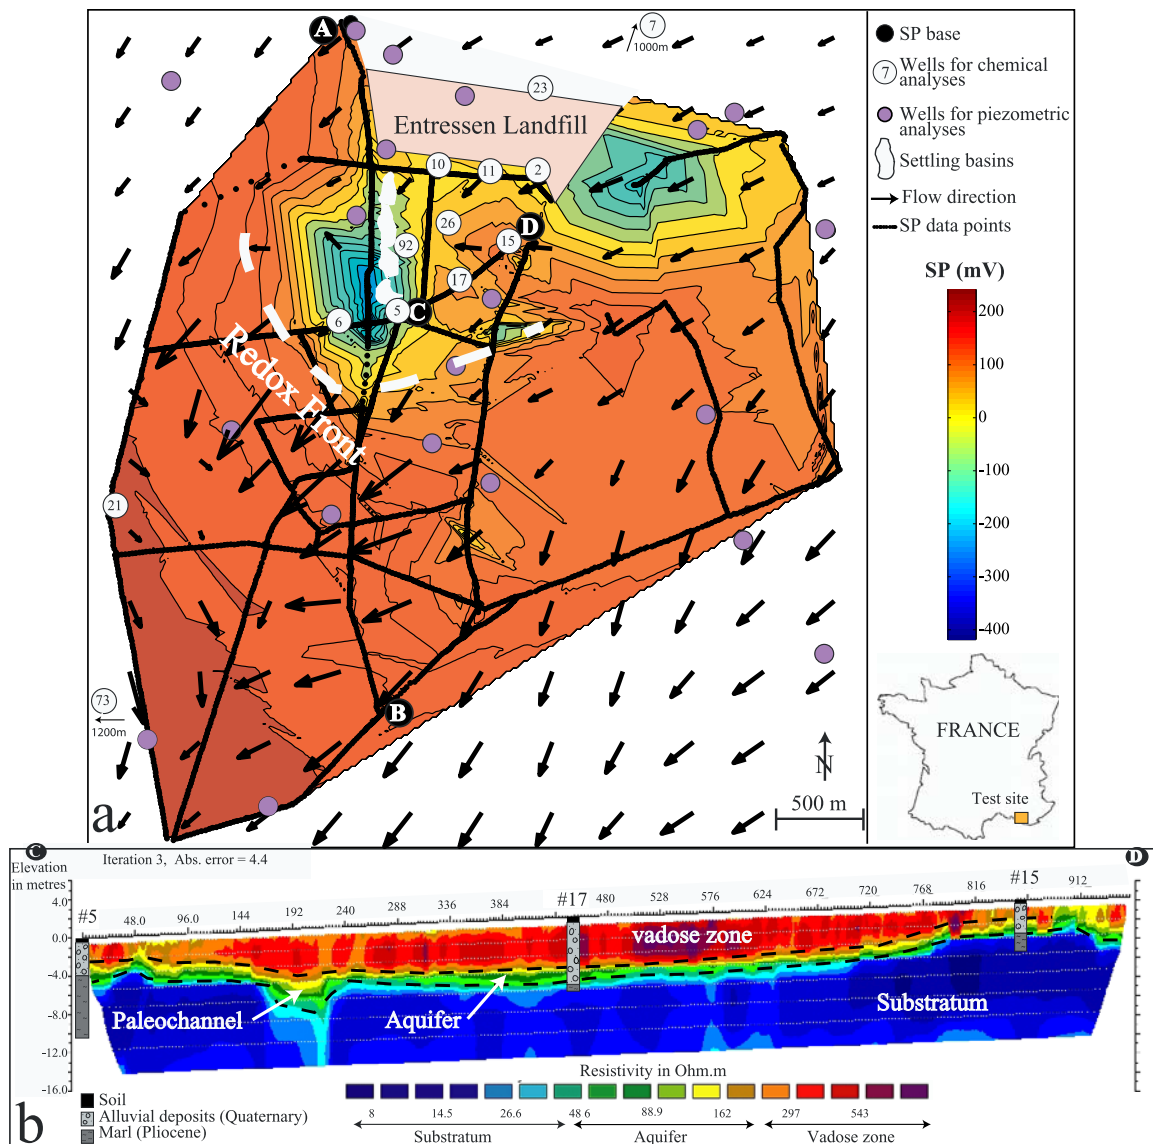 A
7
1000m
23
Entressen Landfill
10
11
2
26
D
92
15
17
5
C
6
Redox Front
21
73
1200m
B
N
500 m
a
SP base
7
Wells for chemical
analyses
Wells for piezometric
analyses
Settling basins
Flow direction
SP data points
SP (mV)
200
100
0
-100
-200
-300
-400
FRANCE
Test site
C
Iteration 3, Abs. error = 4.4
D
Elevation
in metres
4.0
0.0
-4.0
-8.0
-12.0
-16.0
#5
48.0
96.0
144
192
240
288
336
384
#17
480
528
576
624
672
720
768
816
#15
912
vadose zone
Paleochannel
Aquifer
Substratum
b
Soil
Alluvial deposits (Quaternary)
Marl (Pliocene)
Resistivity in Ohm.m
8
14.5
26.6
48.6
88.9
162
297
543
Substratum
Aquifer
Vadose zone